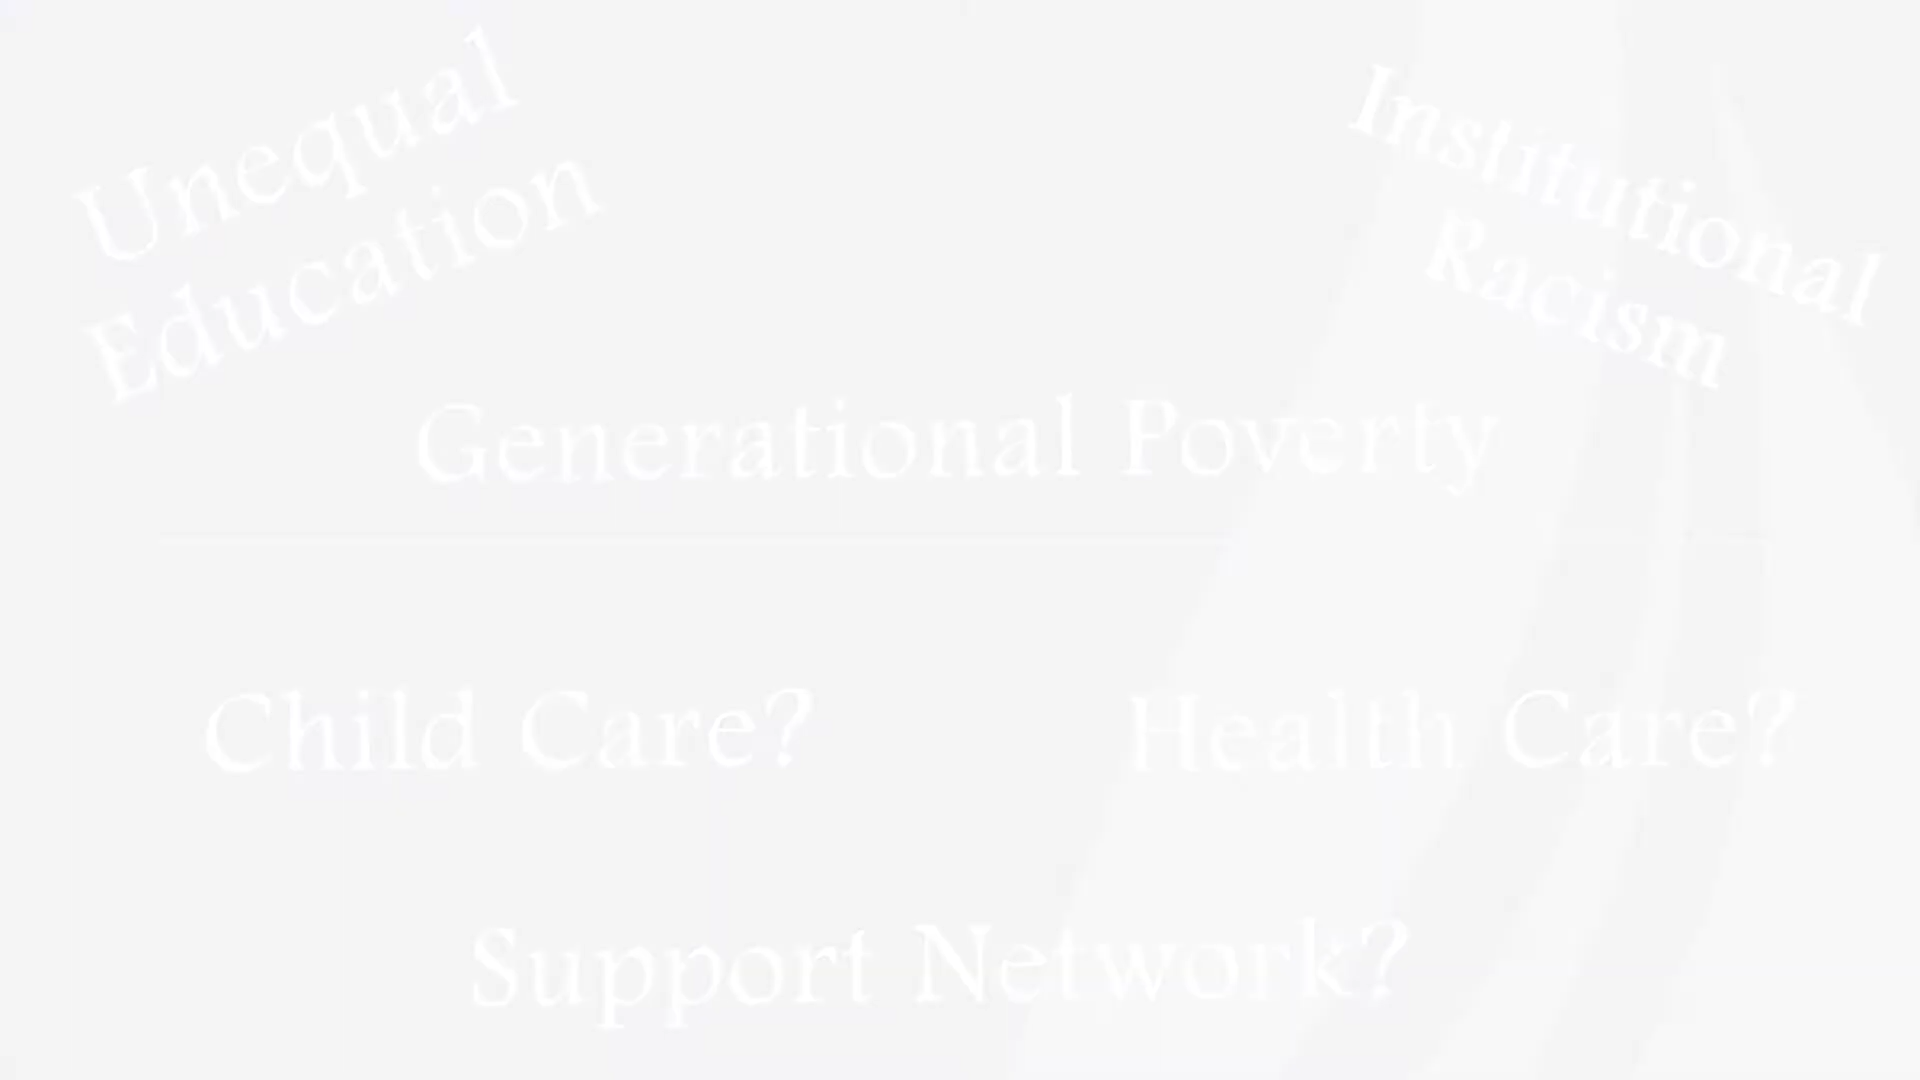 Unequal
Education
Institutional
Racism
Generational Poverty
Child Care?
Health Care?
Support Network?